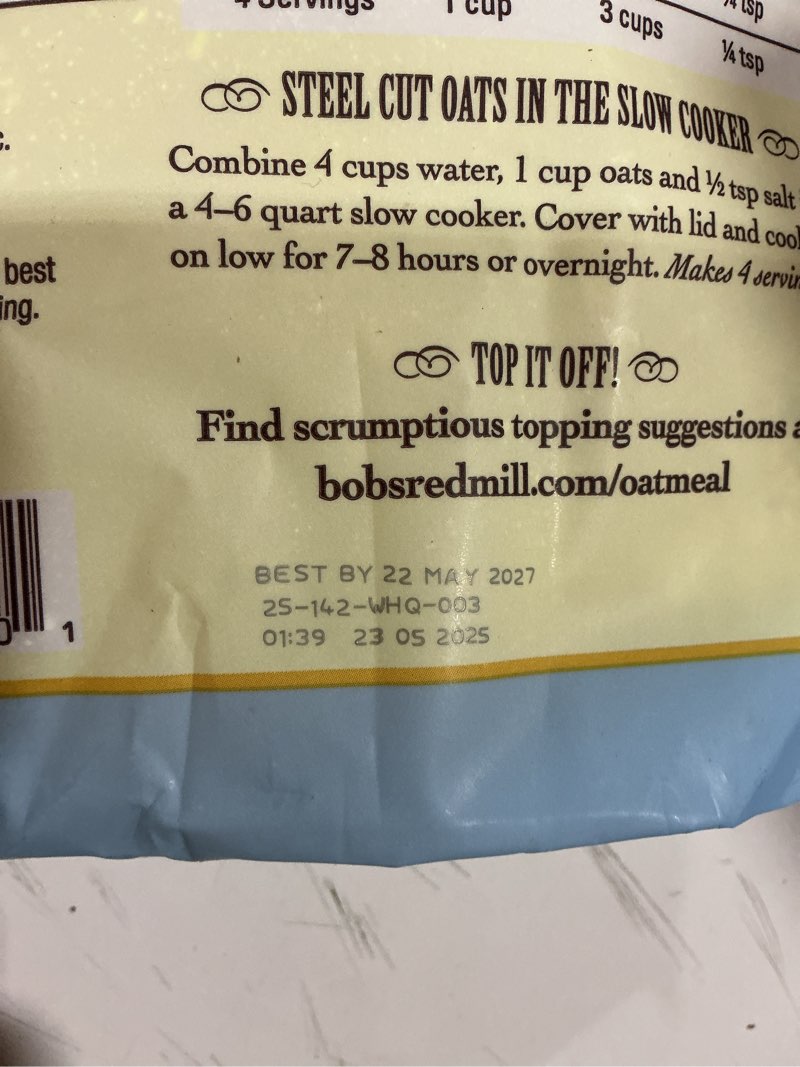 4 Servings 1 cup 3 cups ¼ tsp
¼ tsp
STEEL CUT OATS IN THE SLOW COOKER
Combine 4 cups water, 1 cup oats and ½ tsp salt
a 4–6 quart slow cooker. Cover with lid and
on low for 7–8 hours or overnight. Makes 4
best
TOP IT OFF!
Find scrumptious topping suggestions
bobsredmill.com/oatmeal
BEST BY 22 MAY 2027
25-142-WHQ-003
01:39 23 05 2025
1